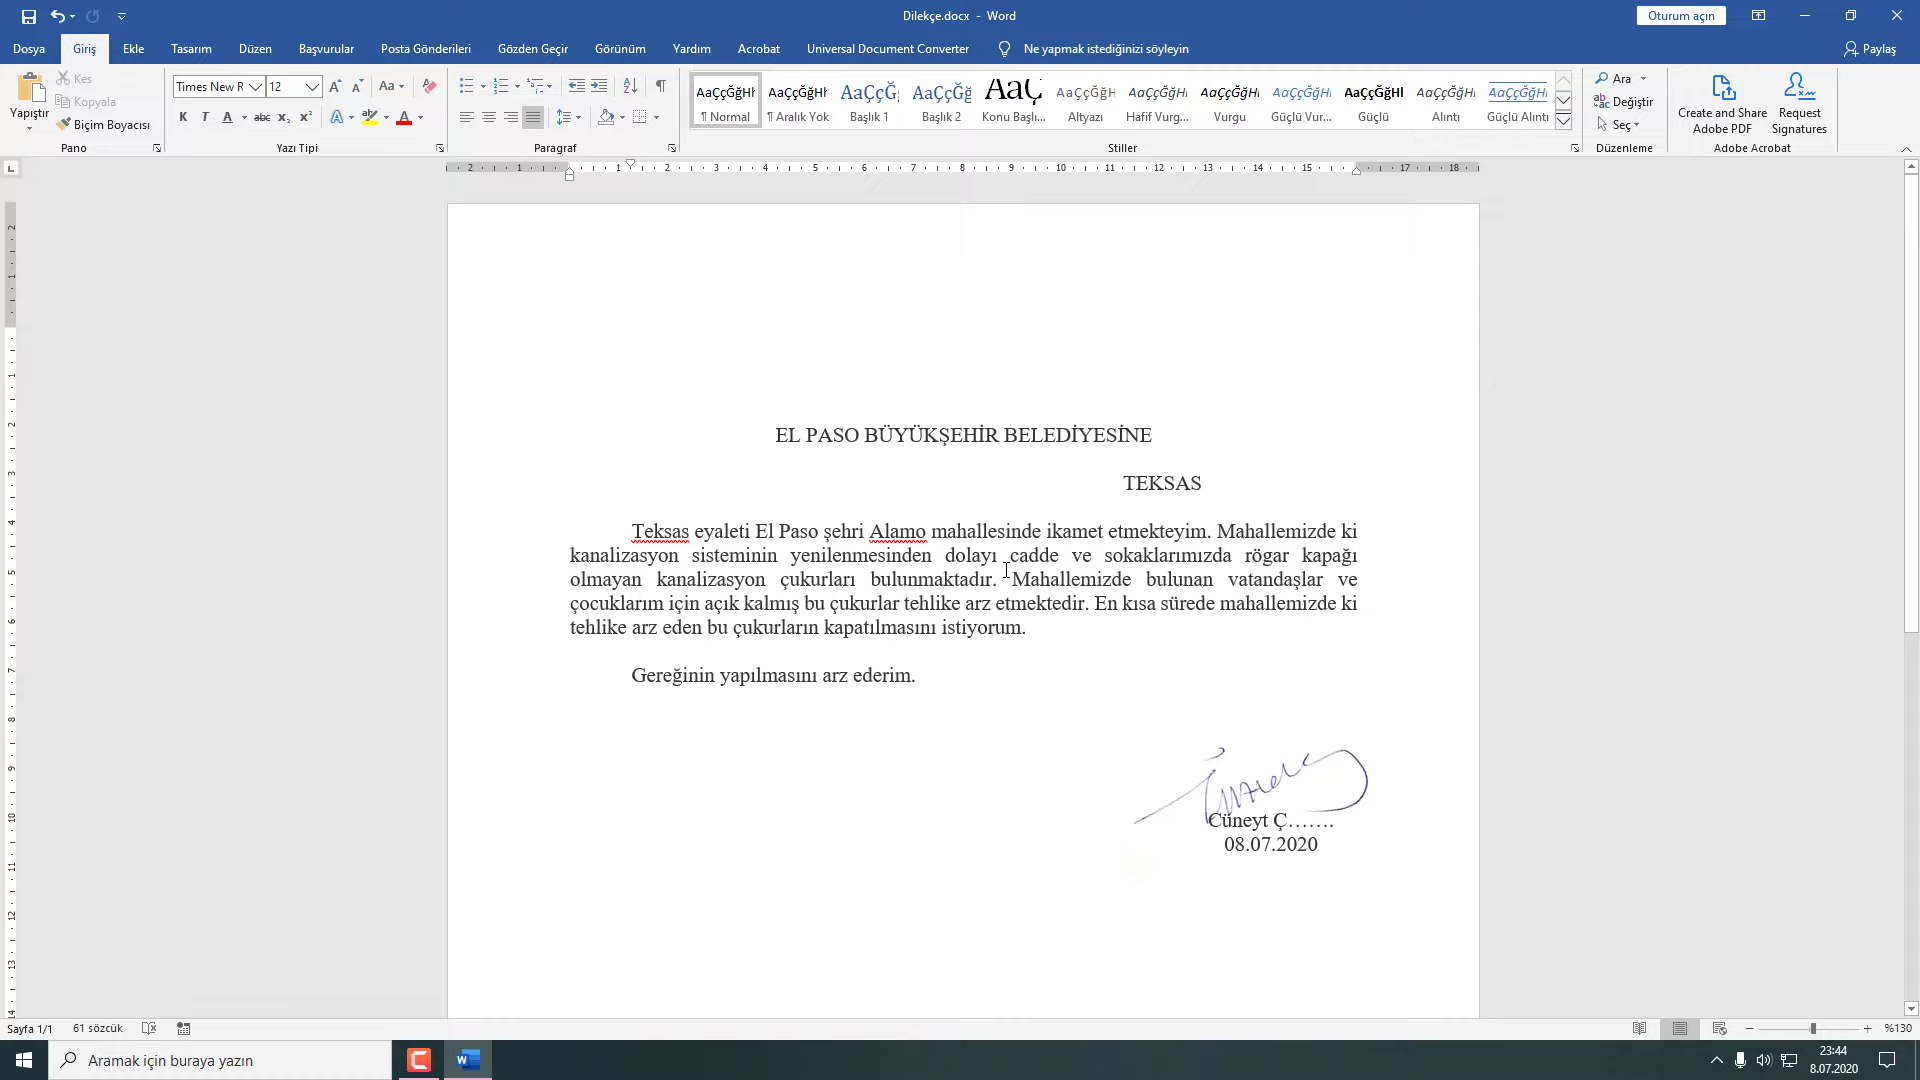 Dilekçe.docx - Word
Oturum açın
Dosya Giriş Ekle Tasarım Düzen Başvurular Posta Gönderileri Gözden Geçir Görünüm Yardım Acrobat Universal Document Converter Ne yapmak istediğinizi söyleyin Paylaş
Yapıştır
Kes
Kopyala
Biçim Boyacısı
Pano
Times New R 12
Yazı Tipi
Paragraf
¶ Normal ¶ Aralık Yok Başlık 1 Başlık 2 Konu Başlı... Altyazı Hafif Vurg... Vurgu Güçlü Vur... Güçlü Alıntı Güçlü Alıntı
Stiller
Ara
Değiştir
Seç
Düzenleme
Create and Share Adobe PDF
Request Signatures
Adobe Acrobat
EL PASO BÜYÜKŞEHİR BELEDİYESİNE
TEKSAS
Teksas eyaleti El Paso şehri Alamo mahallesinde ikamet etmekteyim. Mahallemizde ki
kanalizasyon sisteminin yenilenmesinden dolayı cadde ve sokaklarımızda rögar kapağı
olmayan kanalizasyon çukurları bulunmaktadır. Mahallemizde bulunan vatandaşlar ve
çocuklarım için açık kalmış bu çukurlar tehlike arz etmektedir. En kısa sürede mahallemizde ki
tehlike arz eden bu çukurların kapatılmasını istiyorum.
Gereğinin yapılmasını arz ederim.
Cüneyt Ç.......
08.07.2020
Sayfa 1/1 61 sözcük
%130
Aramak için buraya yazın
23:44
8.07.2020